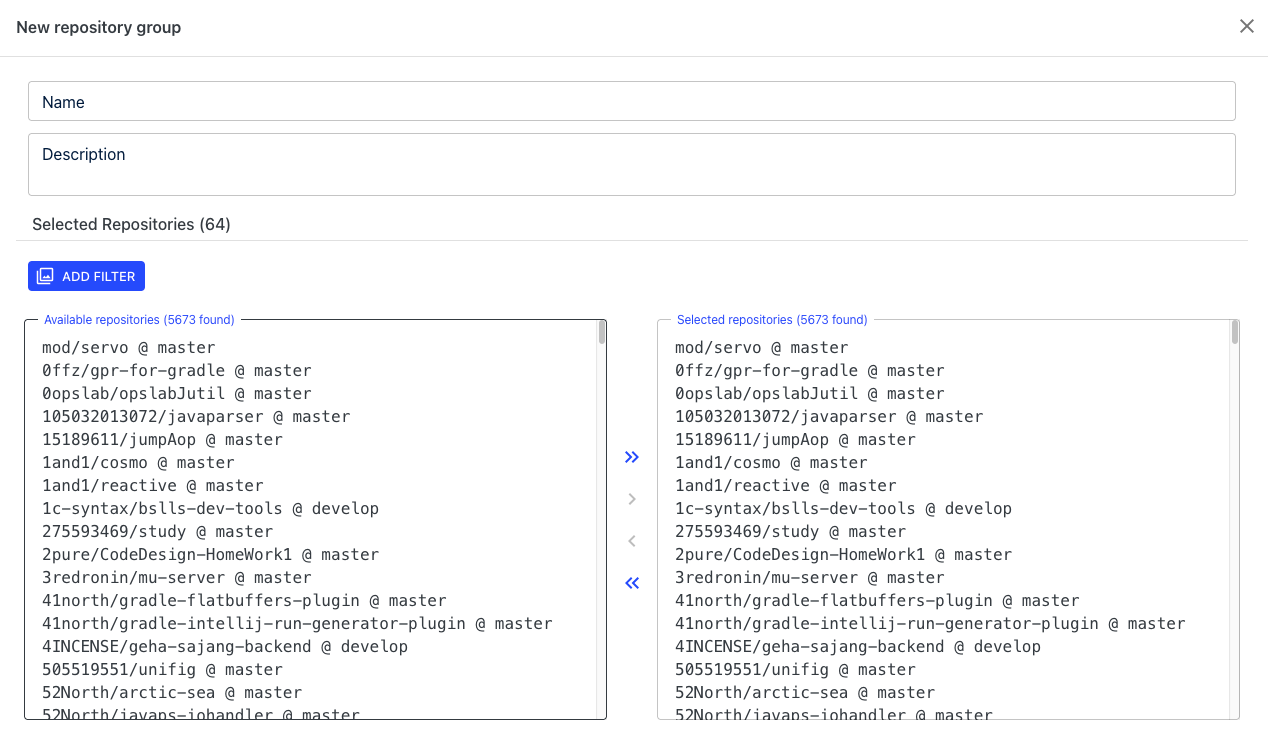 New repository group
Name
Description
Selected Repositories (64)
ADD FILTER
Available repositories (5673 found)
mod/servo @ master
0ffz/gpr-for-gradle @ master
0opslab/opslabJutil @ master
105032013072/javaparser @ master
15189611/jumpAop @ master
1and1/cosmo @ master
1and1/reactive @ master
1c-syntax/bslls-dev-tools @ develop
275593469/study @ master
2pure/CodeDesign-HomeWork1 @ master
3redronin/mu-server @ master
41north/gradle-flatbuffers-plugin @ master
41north/gradle-intellij-run-generator-plugin @ master
4INCENSE/geha-sajang-backend @ develop
505519551/unifig @ master
52North/arctic-sea @ master
52North/javaps-iohandler @ master
Selected repositories (5673 found)
mod/servo @ master
0ffz/gpr-for-gradle @ master
0opslab/opslabJutil @ master
105032013072/javaparser @ master
15189611/jumpAop @ master
1and1/cosmo @ master
1and1/reactive @ master
1c-syntax/bslls-dev-tools @ develop
275593469/study @ master
2pure/CodeDesign-HomeWork1 @ master
3redronin/mu-server @ master
41north/gradle-flatbuffers-plugin @ master
41north/gradle-intellij-run-generator-plugin @ master
4INCENSE/geha-sajang-backend @ develop
505519551/unifig @ master
52North/arctic-sea @ master
52North/javaps-iohandler @ master